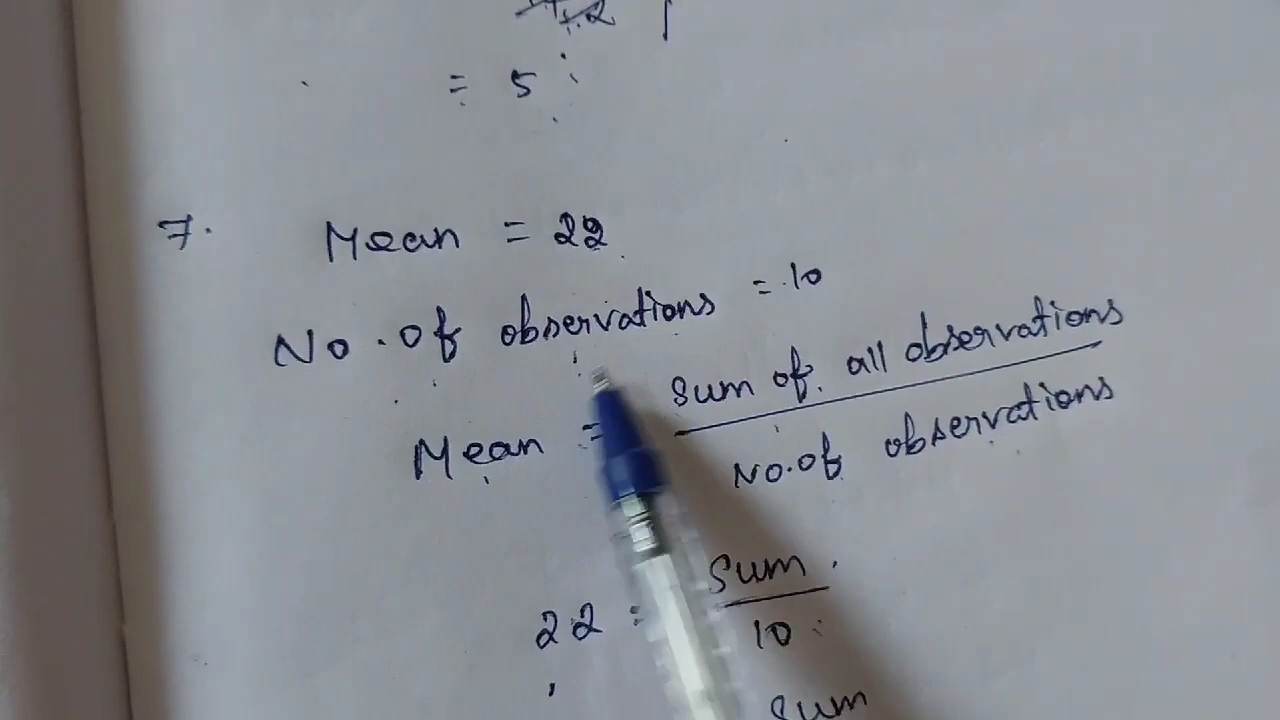 = 5
7. Mean = 22
No. of observations = 10
Mean = Sum of all observations
No. of observations
22 = Sum
10
Sum